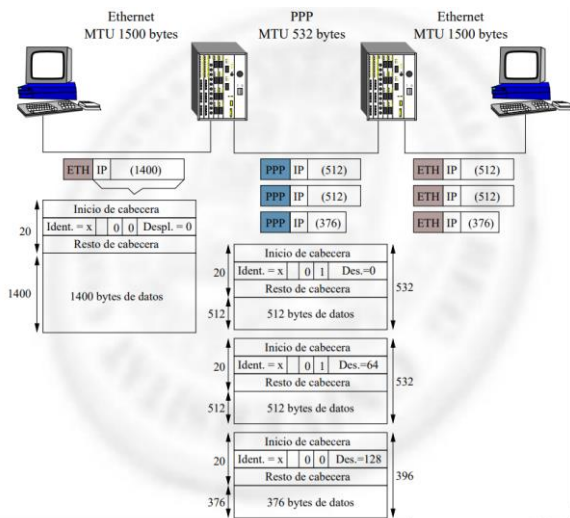 Ethernet
MTU 1500 bytes
PPP
MTU 532 bytes
Ethernet
MTU 1500 bytes
ETH IP (1400)
PPP IP (512)
ETH IP (512)
PPP IP (512)
ETH IP (512)
PPP IP (376)
ETH IP (376)
20
Inicio de cabecera
Ident. = x 0 0 Despl. = 0
Resto de cabecera
1400
1400 bytes de datos
20
Inicio de cabecera
Ident. = x 0 1 Des.=0
Resto de cabecera
532
512
512 bytes de datos
20
Inicio de cabecera
Ident. = x 0 1 Des.=64
Resto de cabecera
532
512
512 bytes de datos
20
Inicio de cabecera
Ident. = x 0 0 Des.=128
Resto de cabecera
396
376
376 bytes de datos